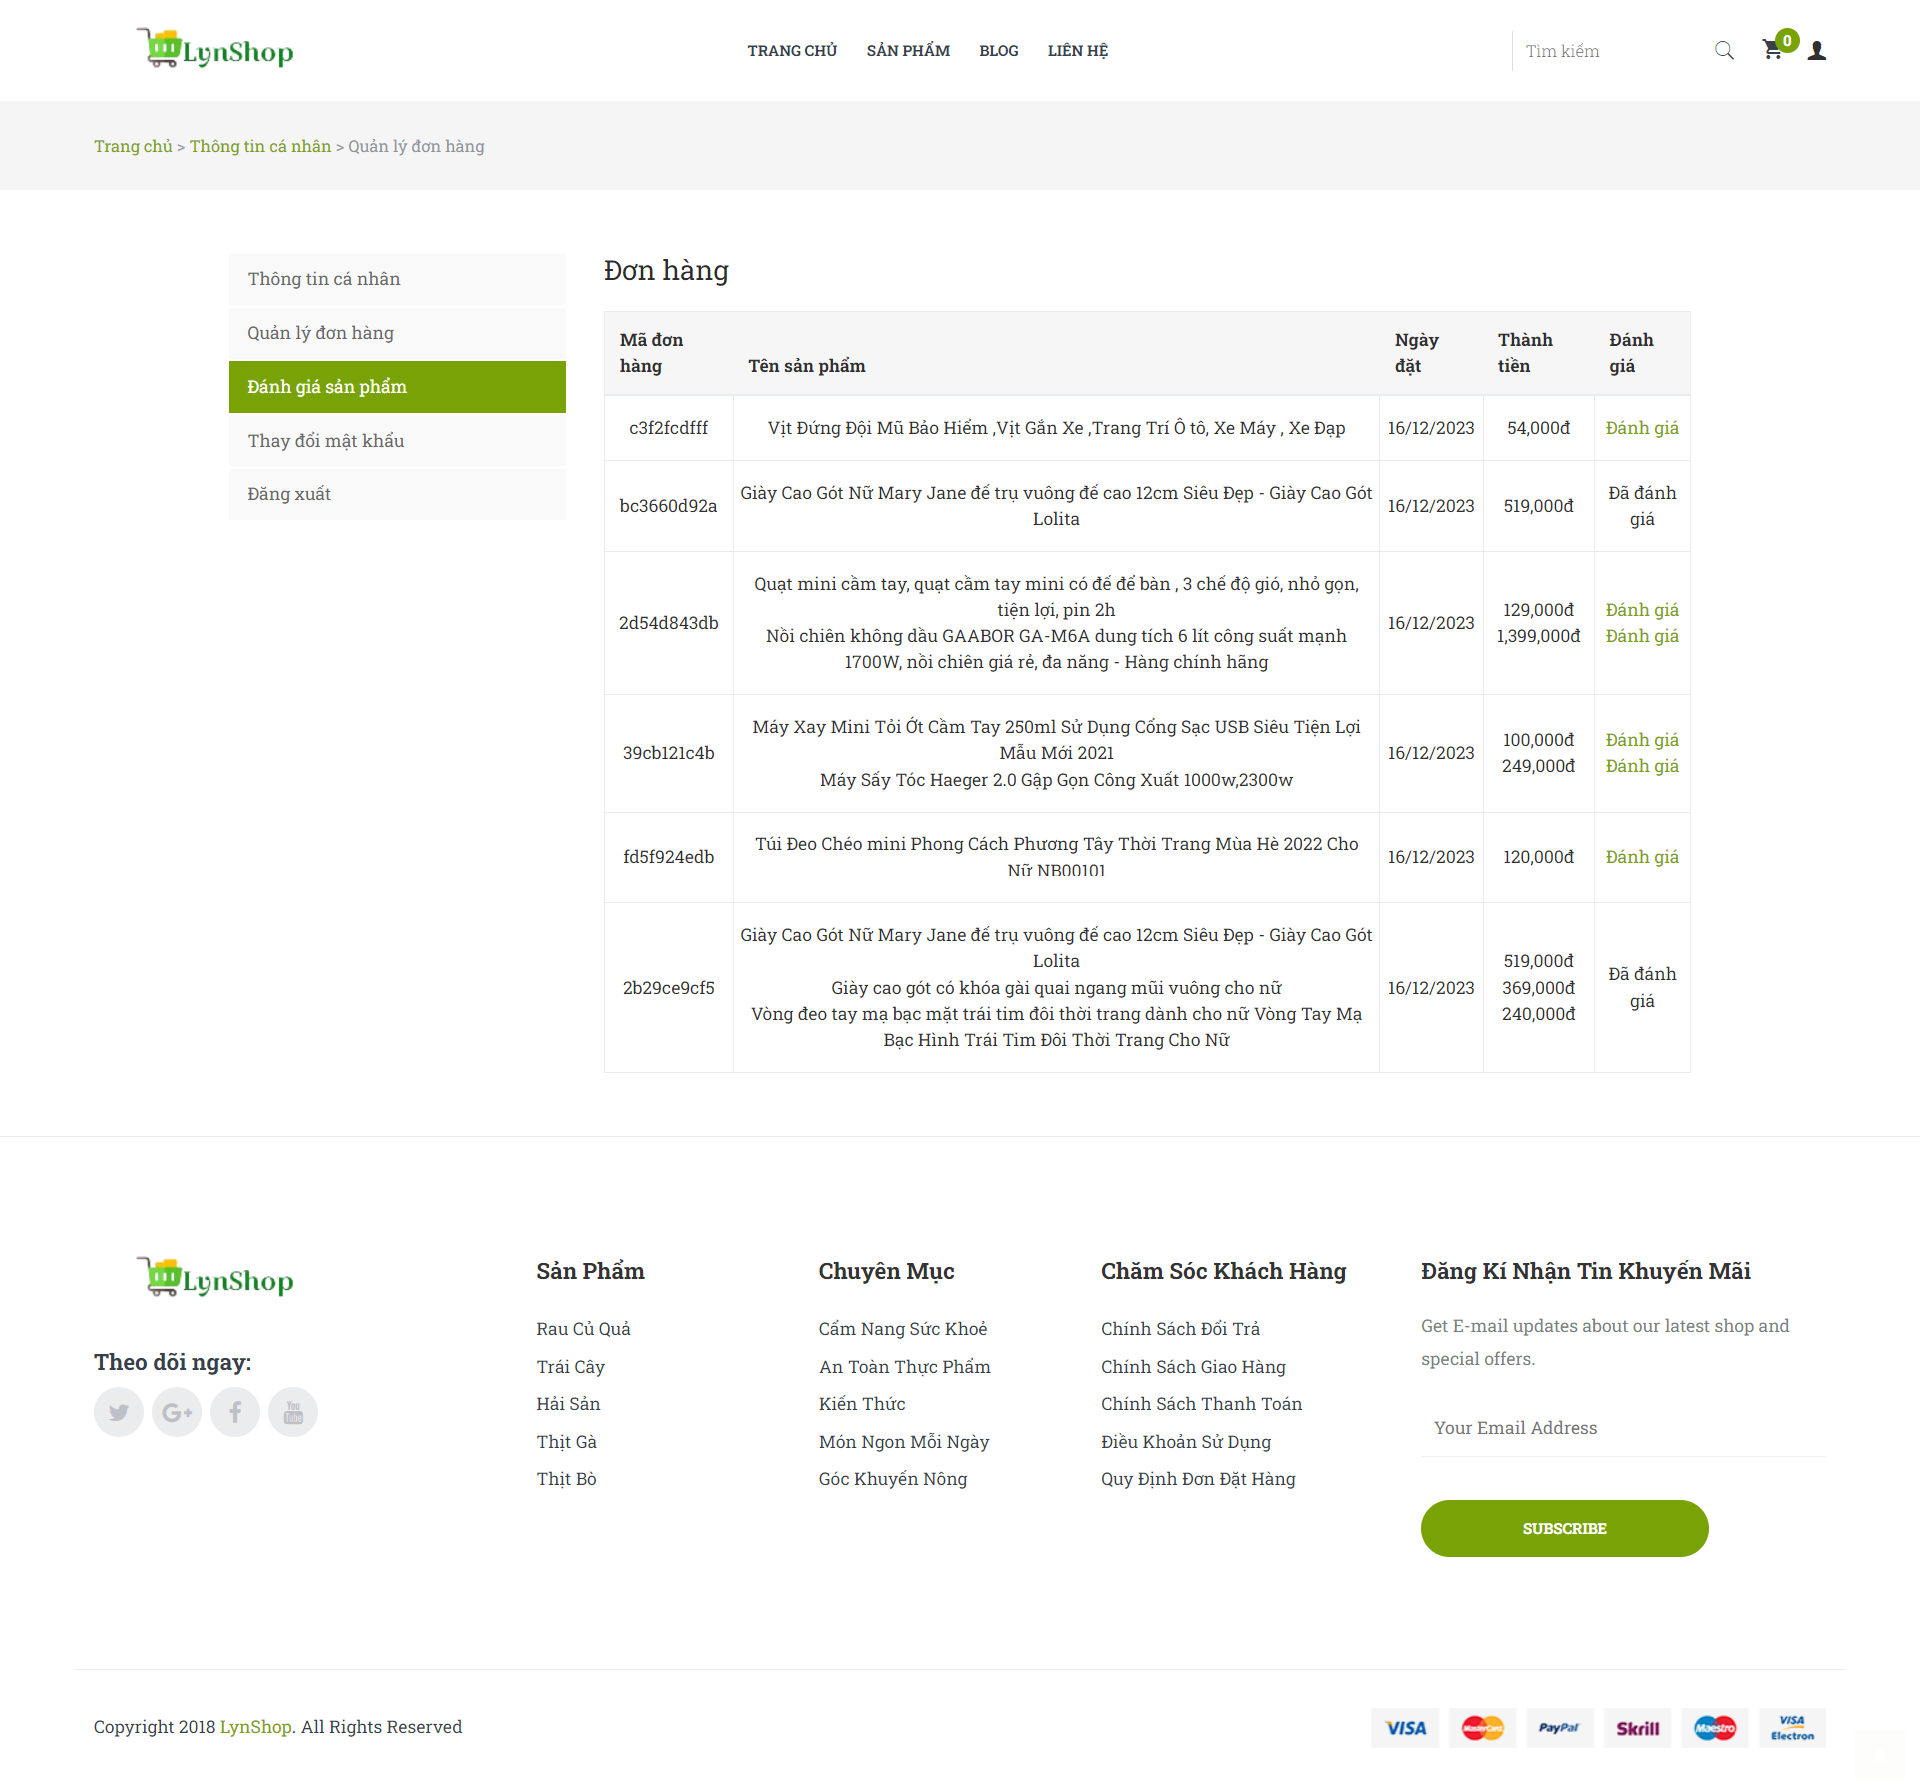 LynShop
TRANG CHỦ
SẢN PHẨM
BLOG
LIÊN HỆ
Tìm kiếm
0
Trang chủ > Thông tin cá nhân > Quản lý đơn hàng
Thông tin cá nhân
Quản lý đơn hàng
Đánh giá sản phẩm
Thay đổi mật khẩu
Đăng xuất
Đơn hàng
Mã đơn
hàng
Tên sản phẩm
Ngày
đặt
Thành
tiền
Đánh
giá
c3f2fcdfff
Vịt Đứng Đội Mũ Bảo Hiểm ,Vịt Gắn Xe ,Trang Trí Ô tô, Xe Máy , Xe Đạp
16/12/2023
54,000đ
Đánh giá
bc3660d92a
Giày Cao Gót Nữ Mary Jane đế trụ vuông đế cao 12cm Siêu Đẹp - Giày Cao Gót
Lolita
16/12/2023
519,000đ
Đã đánh
giá
2d54d843db
Quạt mini cầm tay, quạt cầm tay mini có đế để bàn , 3 chế độ gió, nhỏ gọn,
tiện lợi, pin 2h
Nồi chiên không dầu GAABOR GA-M6A dung tích 6 lít công suất mạnh
1700W, nồi chiên giá rẻ, đa năng - Hàng chính hãng
16/12/2023
129,000đ
1,399,000đ
Đánh giá
Đánh giá
39cb121c4b
Máy Xay Mini Tỏi Ớt Cầm Tay 250ml Sử Dụng Cổng Sạc USB Siêu Tiện Lợi
Mẫu Mới 2021
Máy Sấy Tóc Haeger 2.0 Gập Gọn Công Xuất 1000w,2300w
16/12/2023
100,000đ
249,000đ
Đánh giá
Đánh giá
fd5f924edb
Túi Đeo Chéo mini Phong Cách Phương Tây Thời Trang Mùa Hè 2022 Cho
Nữ NB00101
16/12/2023
120,000đ
Đánh giá
2b29ce9cf5
Giày Cao Gót Nữ Mary Jane đế trụ vuông đế cao 12cm Siêu Đẹp - Giày Cao Gót
Lolita
Giày cao gót có khóa gài quai ngang mũi vuông cho nữ
Vòng đeo tay mạ bạc mặt trái tim đôi thời trang dành cho nữ Vòng Tay Mạ
Bạc Hình Trái Tim Đôi Thời Trang Cho Nữ
16/12/2023
519,000đ
369,000đ
240,000đ
Đã đánh
giá
LynShop
Theo dõi ngay:
You
Tube
Sản Phẩm
Rau Củ Quả
Trái Cây
Hải Sản
Thịt Gà
Thịt Bò
Chuyên Mục
Cẩm Nang Sức Khoẻ
An Toàn Thực Phẩm
Kiến Thức
Món Ngon Mỗi Ngày
Góc Khuyến Nông
Chăm Sóc Khách Hàng
Chính Sách Đổi Trả
Chính Sách Giao Hàng
Chính Sách Thanh Toán
Điều Khoản Sử Dụng
Quy Định Đơn Đặt Hàng
Đăng Kí Nhận Tin Khuyến Mãi
Get E-mail updates about our latest shop and
special offers.
Your Email Address
SUBSCRIBE
Copyright 2018 LynShop. All Rights Reserved
VISA
MasterCard
PayPal
Skrill
Maestro
VISA
Electron